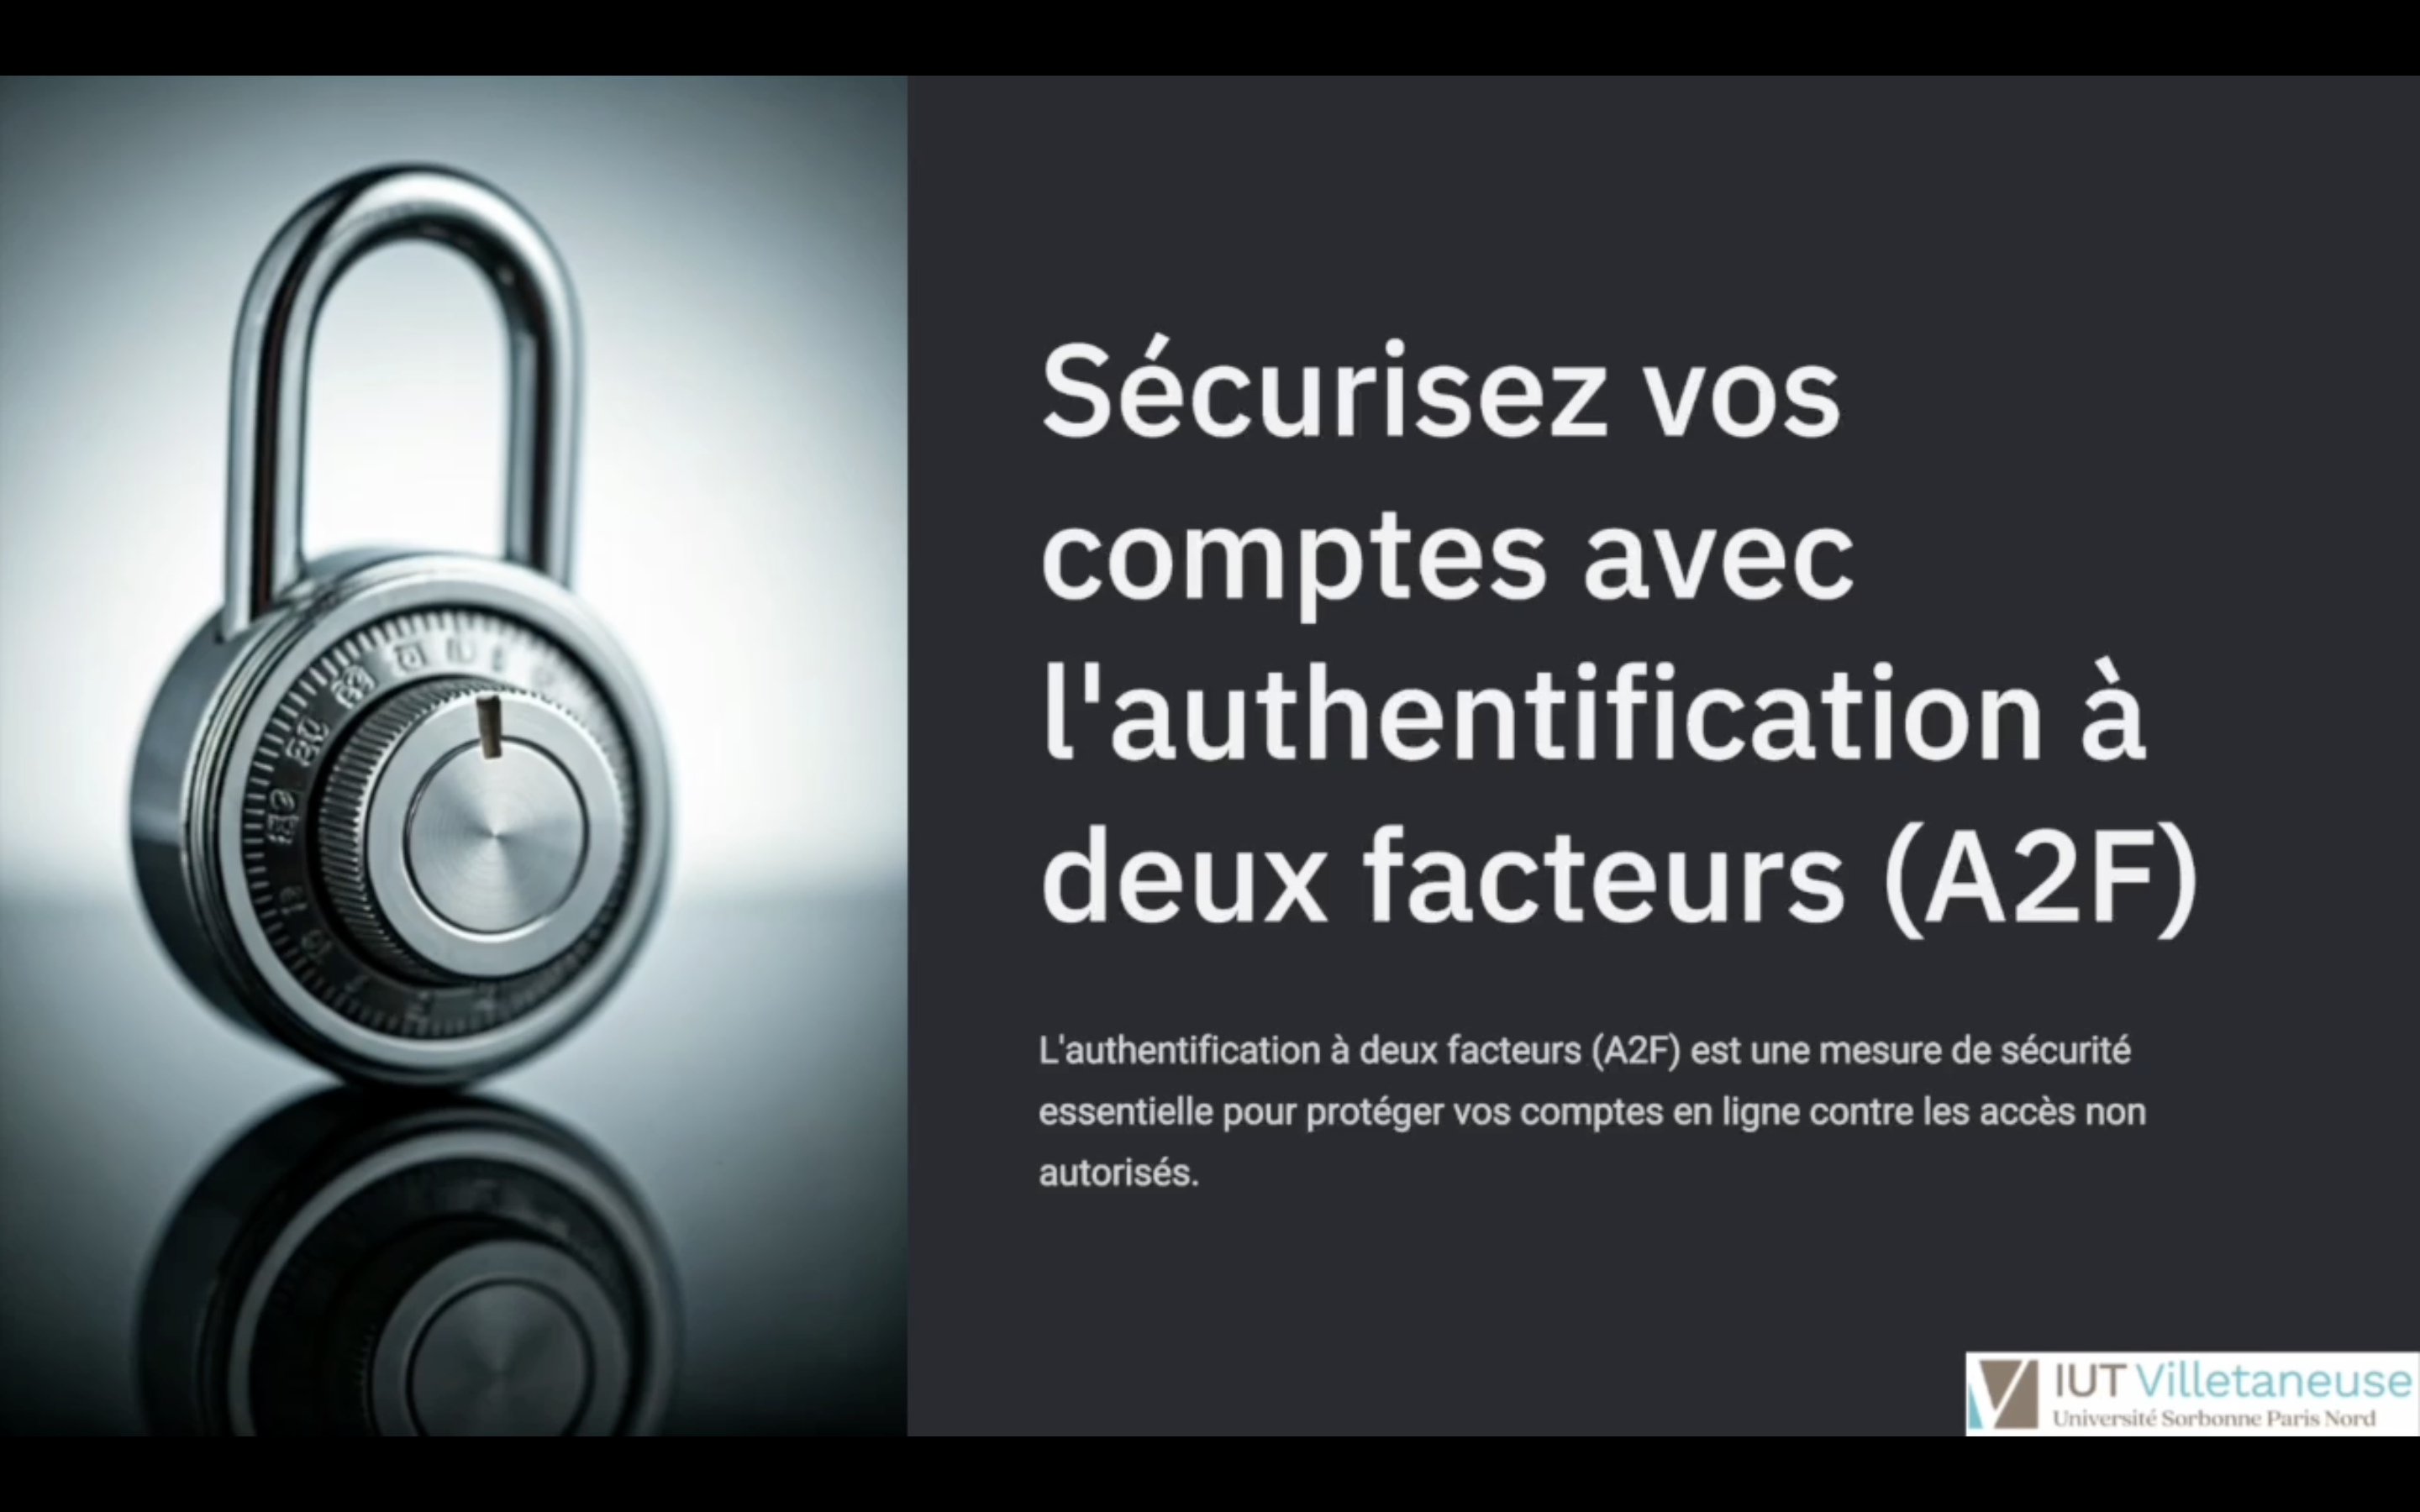 Sécurisez vos
comptes avec
l'authentification à
deux facteurs (A2F)
L'authentification à deux facteurs (A2F) est une mesure de sécurité
essentielle pour protéger vos comptes en ligne contre les accès non
autorisés.
IUT Villetaneuse
Université Sorbonne Paris Nord